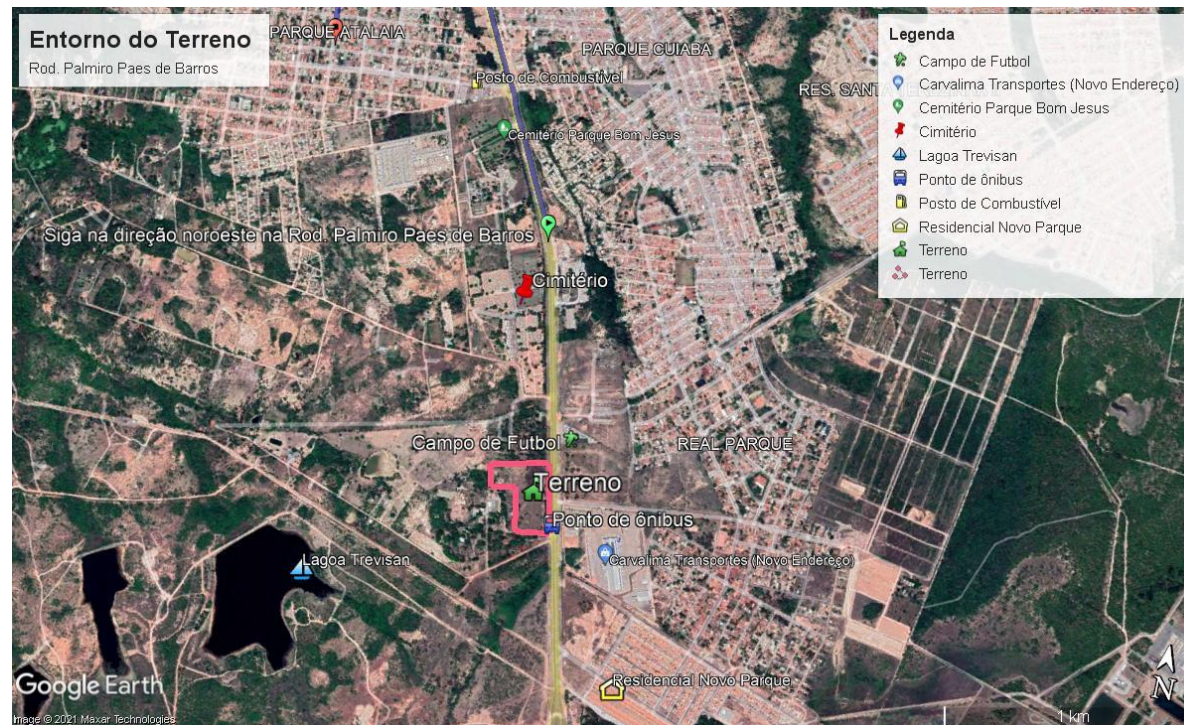 Entorno do Terreno
Rod. Palmiro Paes de Barros
PARQUE ATALAIA
PARQUE CUIABA
Posto de Combustível
RES. SANTA
Cemitério Parque Bom Jesus
Siga na direção noroeste na Rod. Palmiro Paes de Barros
Cimitério
Campo de Futbol
REAL PARQUE
Terreno
Ponto de ônibus
Lagoa Trevisan
Carvalima Transportes (Novo Endereço)
Residencial Novo Parque
Legenda
Campo de Futbol
Carvalima Transportes (Novo Endereço)
Cemitério Parque Bom Jesus
Cimitério
Lagoa Trevisan
Ponto de ônibus
Posto de Combustível
Residencial Novo Parque
Terreno
Terreno
Google Earth
Image © 2021 Maxar Technologies
1 km
N